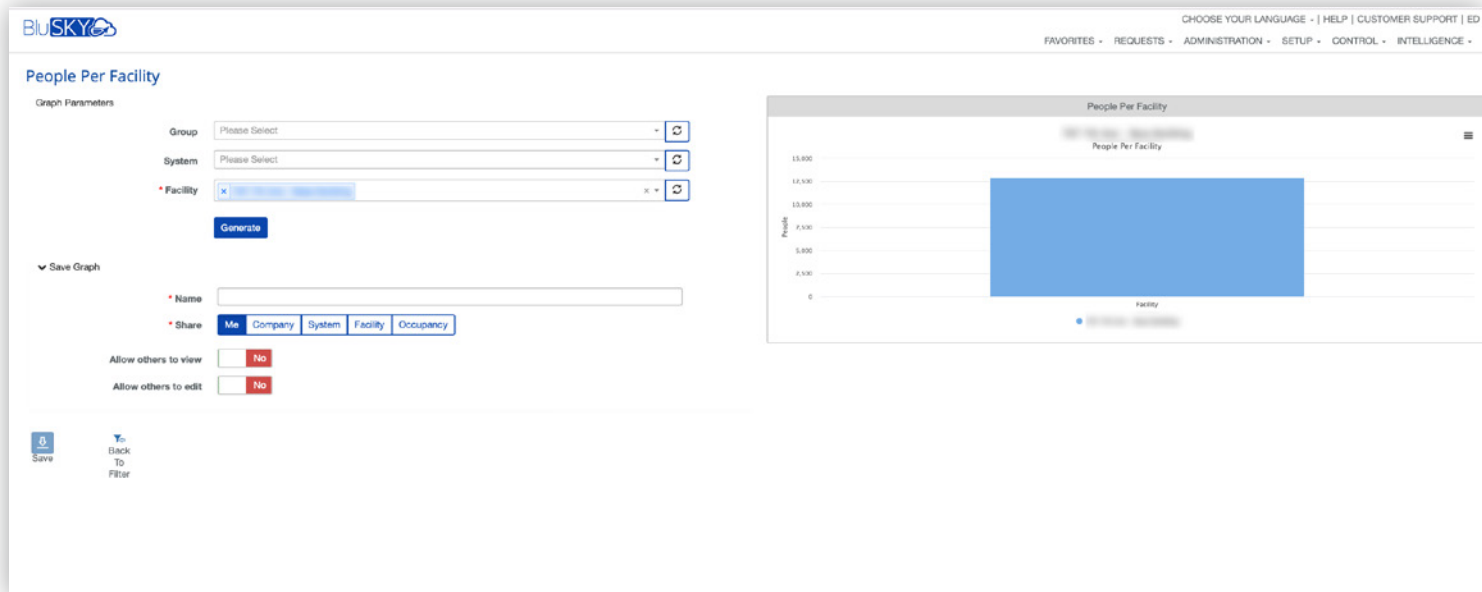 BluSKY
CHOOSE YOUR LANGUAGE | HELP | CUSTOMER SUPPORT | ED
FAVORITES REQUESTS ADMINISTRATION SETUP CONTROL INTELLIGENCE
People Per Facility
Graph Parameters
Group Please Select
System Please Select
* Facility ×
Generate
Save Graph
* Name
* Share Me Company System Facility Occupancy
Allow others to view No
Allow others to edit No
Save
Back
To
Filter
People Per Facility
People Per Facility
15,000
12,500
10,000
7,500
5,000
2,500
0
People
Facility